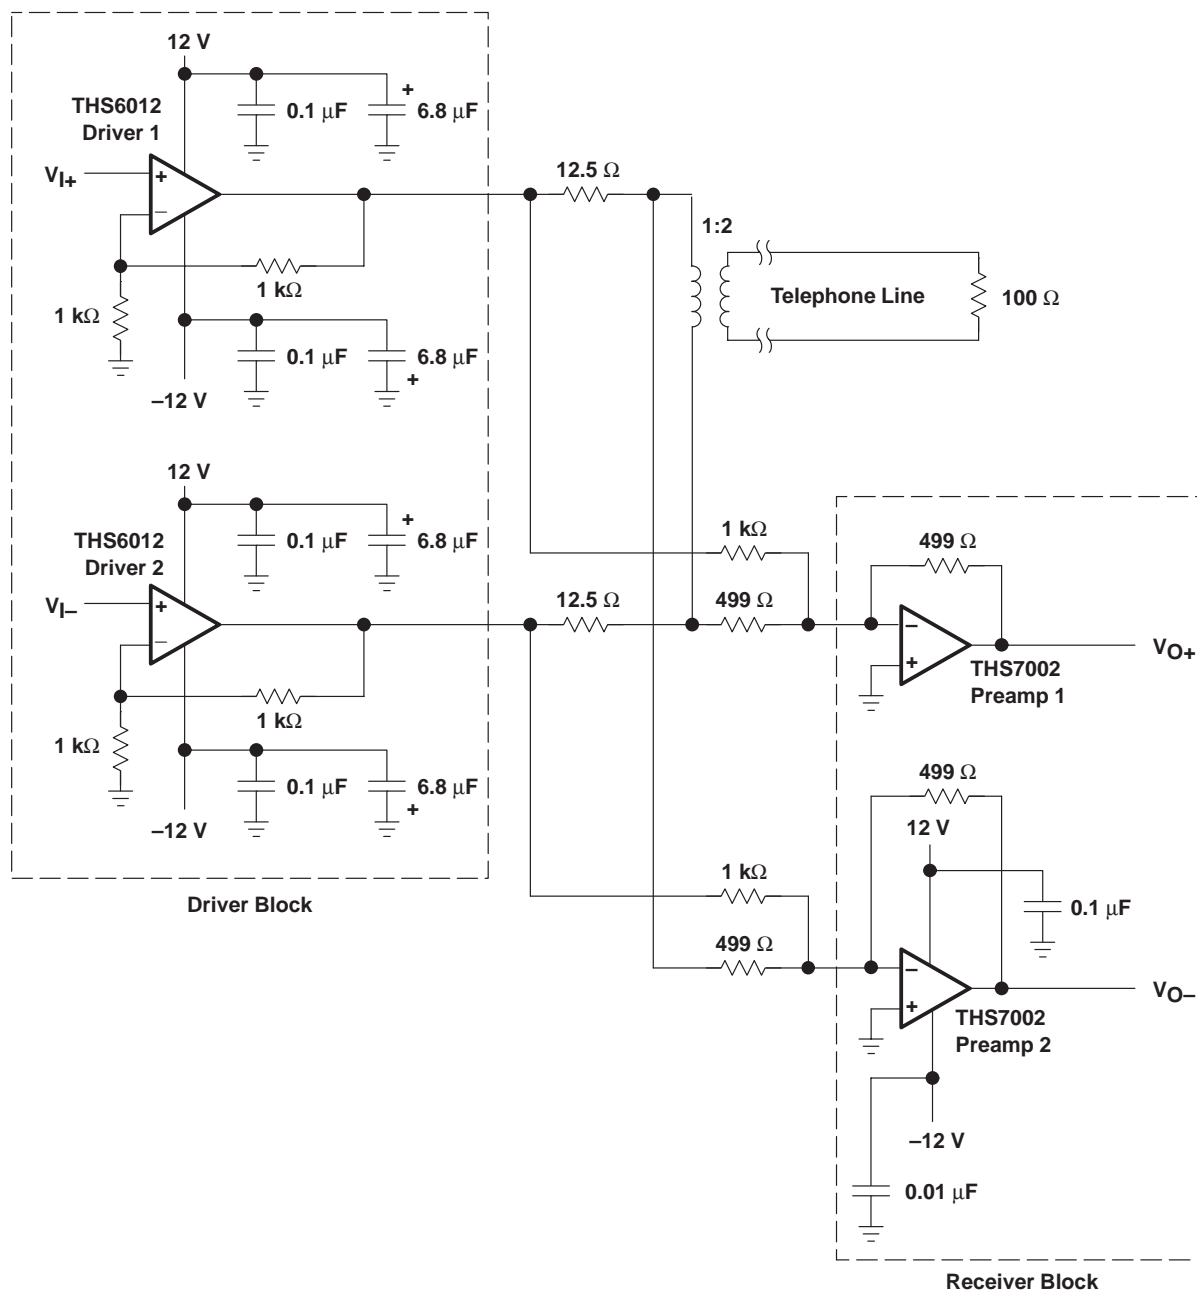 12 V
THS6012
Driver 1
0.1 μF
+
6.8 μF
V_I+
+
−
1 kΩ
1 kΩ
0.1 μF
6.8 μF
+
–12 V
12.5 Ω
1:2
Telephone Line
100 Ω
12 V
THS6012
Driver 2
0.1 μF
+
6.8 μF
V_I–
+
−
1 kΩ
1 kΩ
0.1 μF
6.8 μF
+
–12 V
Driver Block
12.5 Ω
1 kΩ
499 Ω
499 Ω
−
+
THS7002
Preamp 1
V_O+
1 kΩ
499 Ω
499 Ω
12 V
0.1 μF
−
+
THS7002
Preamp 2
V_O–
–12 V
0.01 μF
Receiver Block